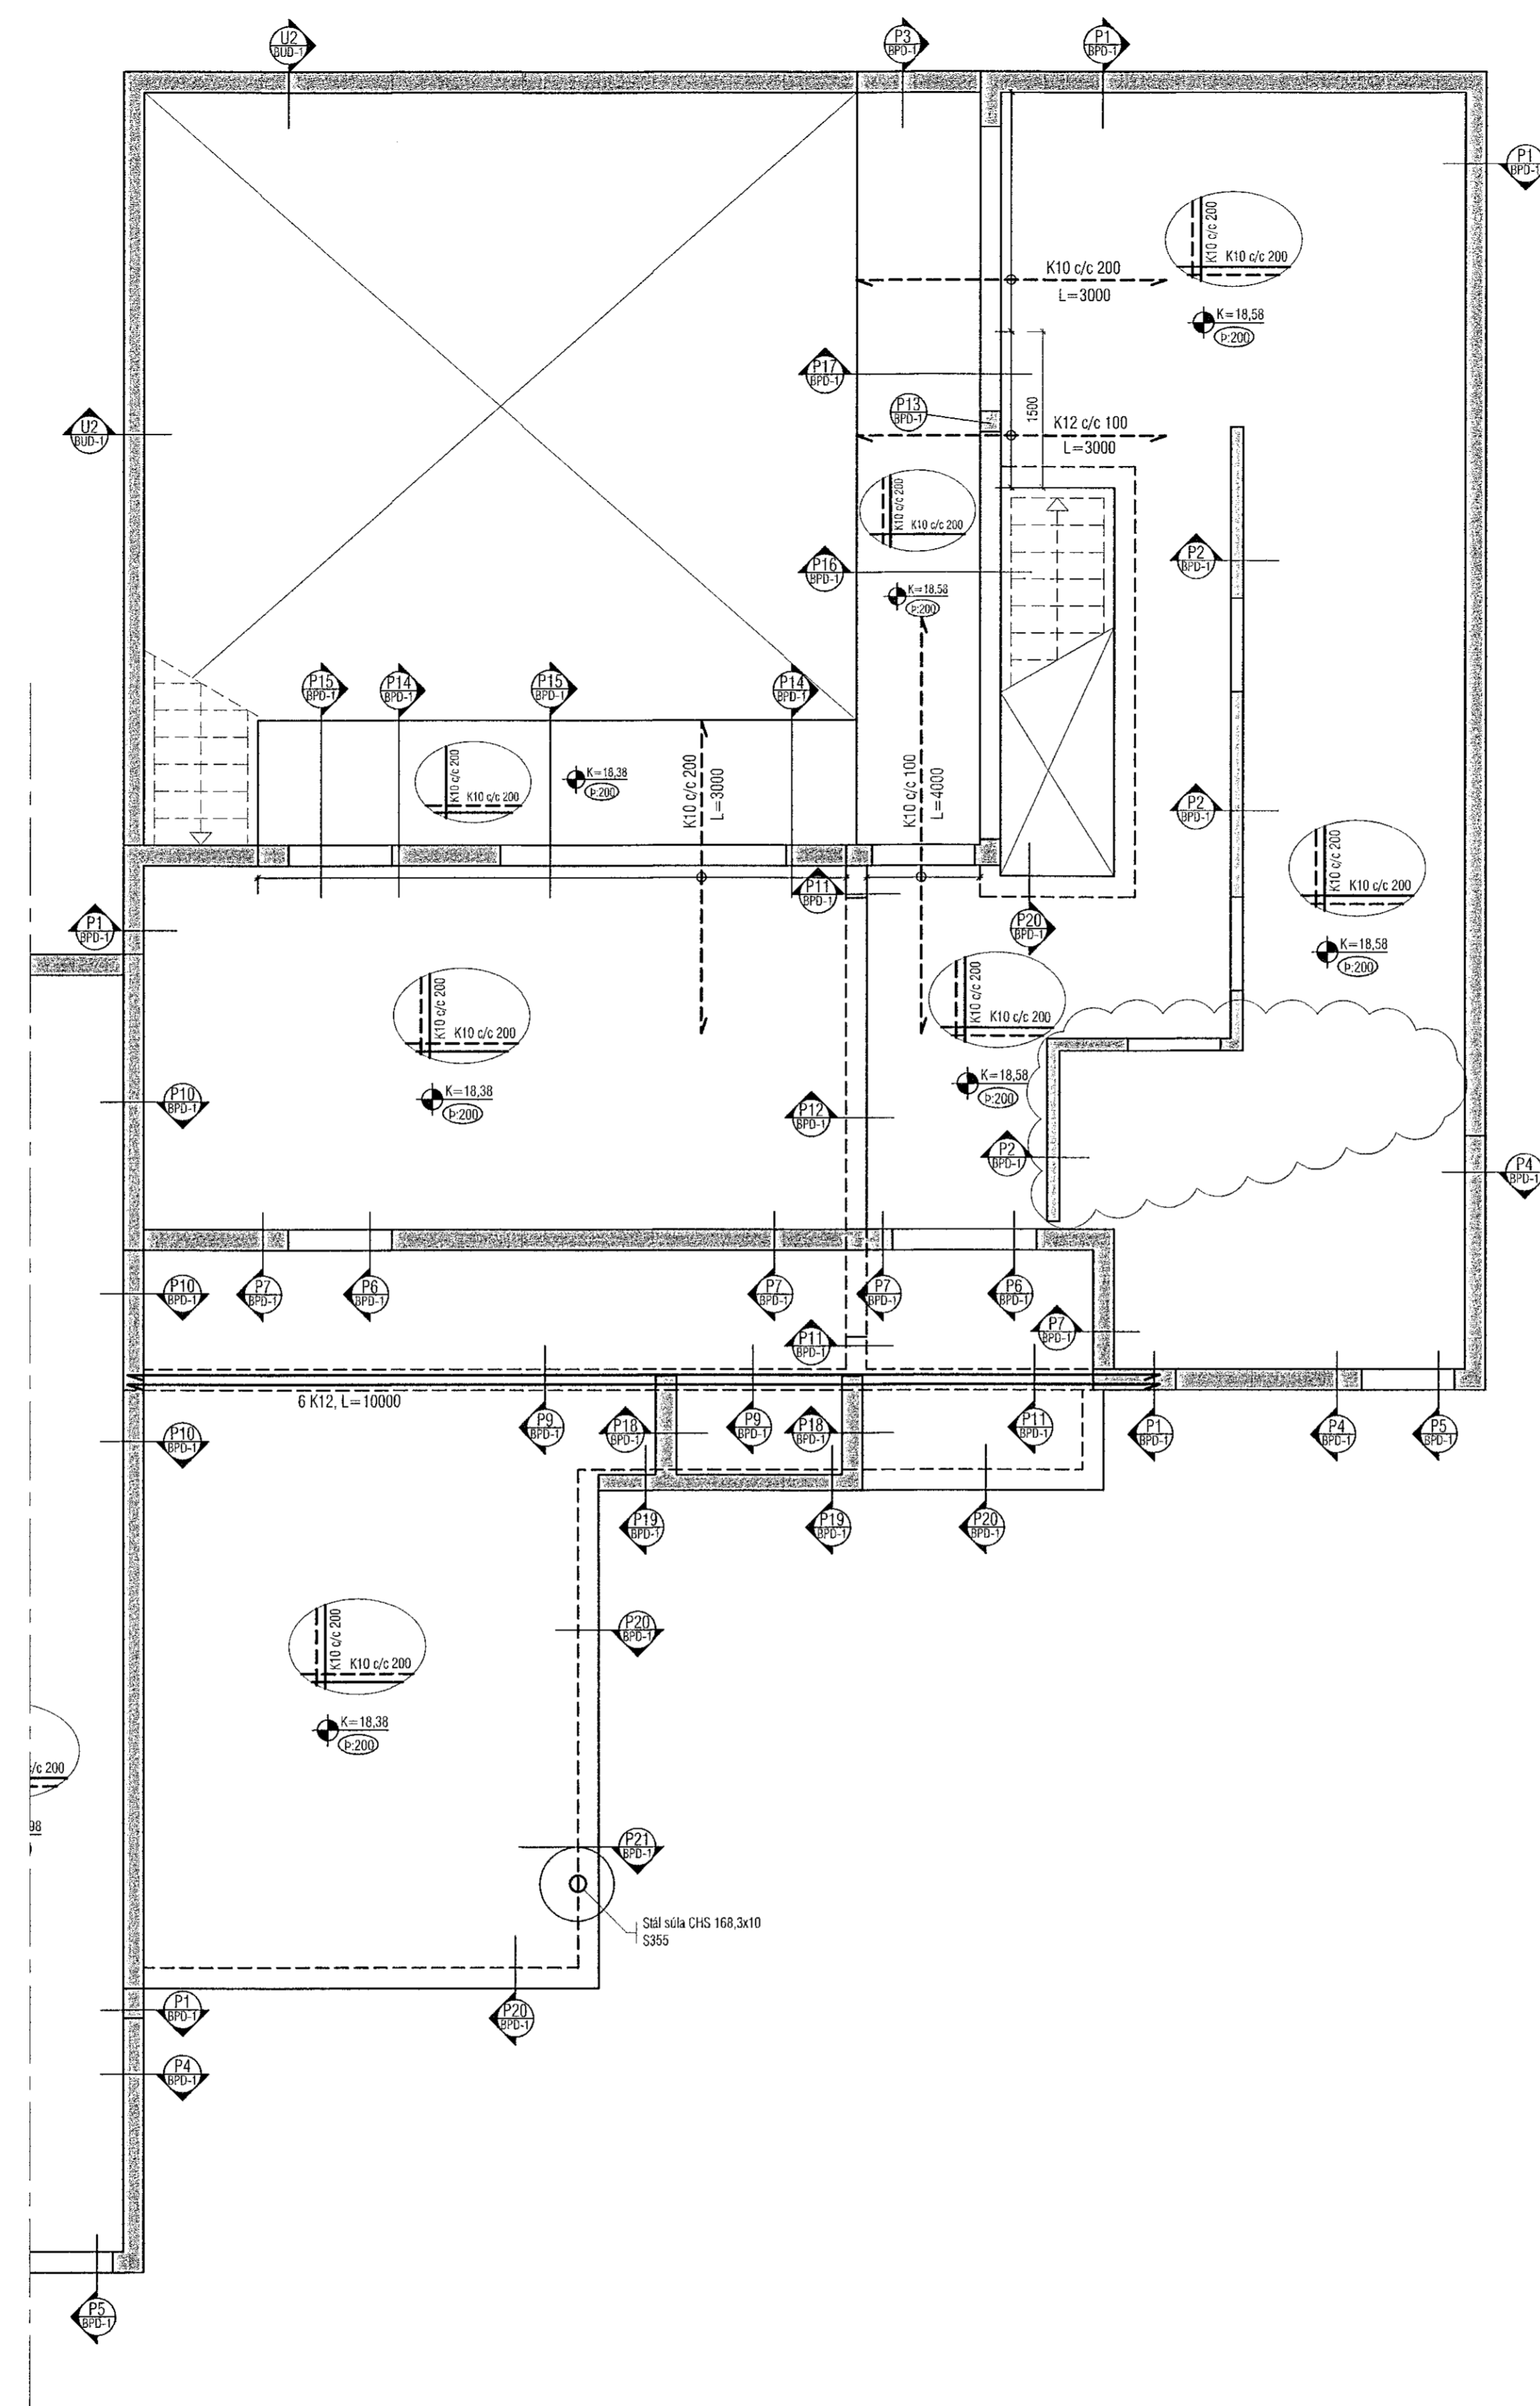 U2
BUD-1
P3
BPD-1
P1
BPD-1
P1
BPD-1
K10 c/c 200
K10 c/c 200
K10 c/c 200
L=3000
K=18,58
Þ:200
P17
BPD-1
P13
BPD-1
1500
K12 c/c 100
L=3000
U2
BUD-1
K10 c/c 200
K10 c/c 200
P2
BPD-1
P16
BPD-1
K=18,58
Þ:200
P15
BPD-1
P14
BPD-1
P15
BPD-1
P14
BPD-1
K10 c/c 200
K10 c/c 200
K=18,38
Þ:200
K10 c/c 200
L=3000
K10 c/c 100
L=4000
P2
BPD-1
K10 c/c 200
K10 c/c 200
P11
BPD-1
P1
BPD-1
P20
BPD-1
K=18,58
Þ:200
K10 c/c 200
K10 c/c 200
K10 c/c 200
K10 c/c 200
K=18,38
Þ:200
K=18,58
Þ:200
P10
BPD-1
P12
BPD-1
P2
BPD-1
P4
BPD-1
P10
BPD-1
P7
BPD-1
P6
BPD-1
P7
BPD-1
P7
BPD-1
P6
BPD-1
P11
BPD-1
P7
BPD-1
6 K12, L=10000
P10
BPD-1
P9
BPD-1
P18
BPD-1
P9
BPD-1
P18
BPD-1
P11
BPD-1
P1
BPD-1
P4
BPD-1
P5
BPD-1
P19
BPD-1
P19
BPD-1
P20
BPD-1
K10 c/c 200
K10 c/c 200
P20
BPD-1
K=18,38
Þ:200
/c 200
98
P21
BPD-1
Stál súla CHS 168,3x10
S355
P1
BPD-1
P20
BPD-1
P4
BPD-1
P5
BPD-1